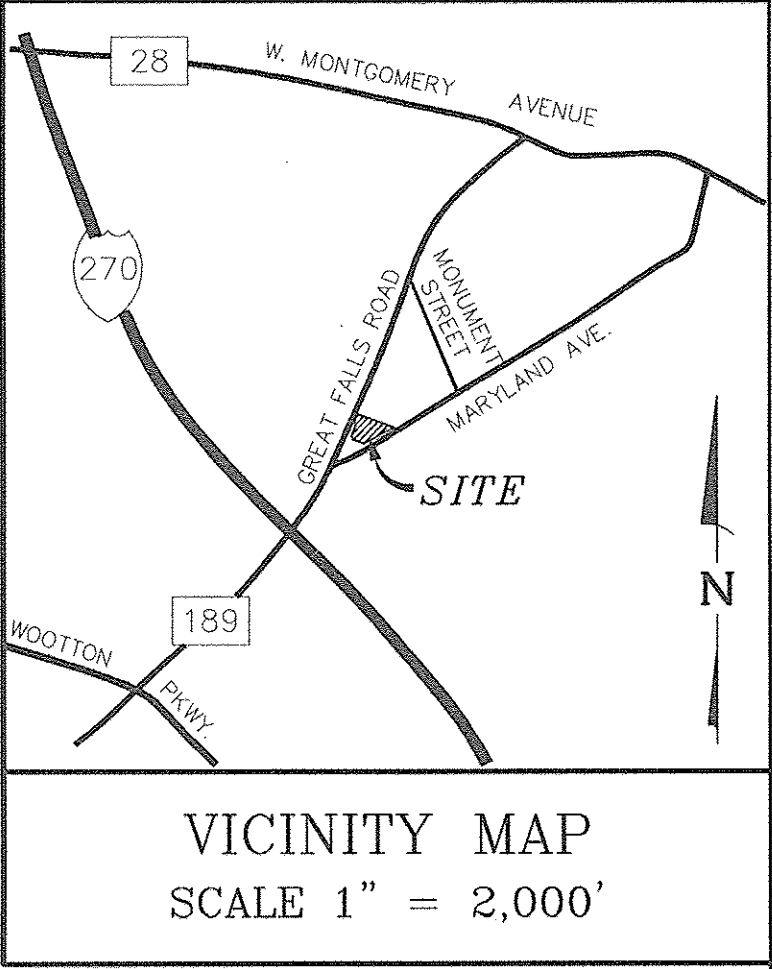 28
W. MONTGOMERY AVENUE
270
MONUMENT
STREET
GREAT FALLS ROAD
MARYLAND AVE.
SITE
N
189
WOOTTON PKWY.
VICINITY MAP
SCALE 1" = 2,000'